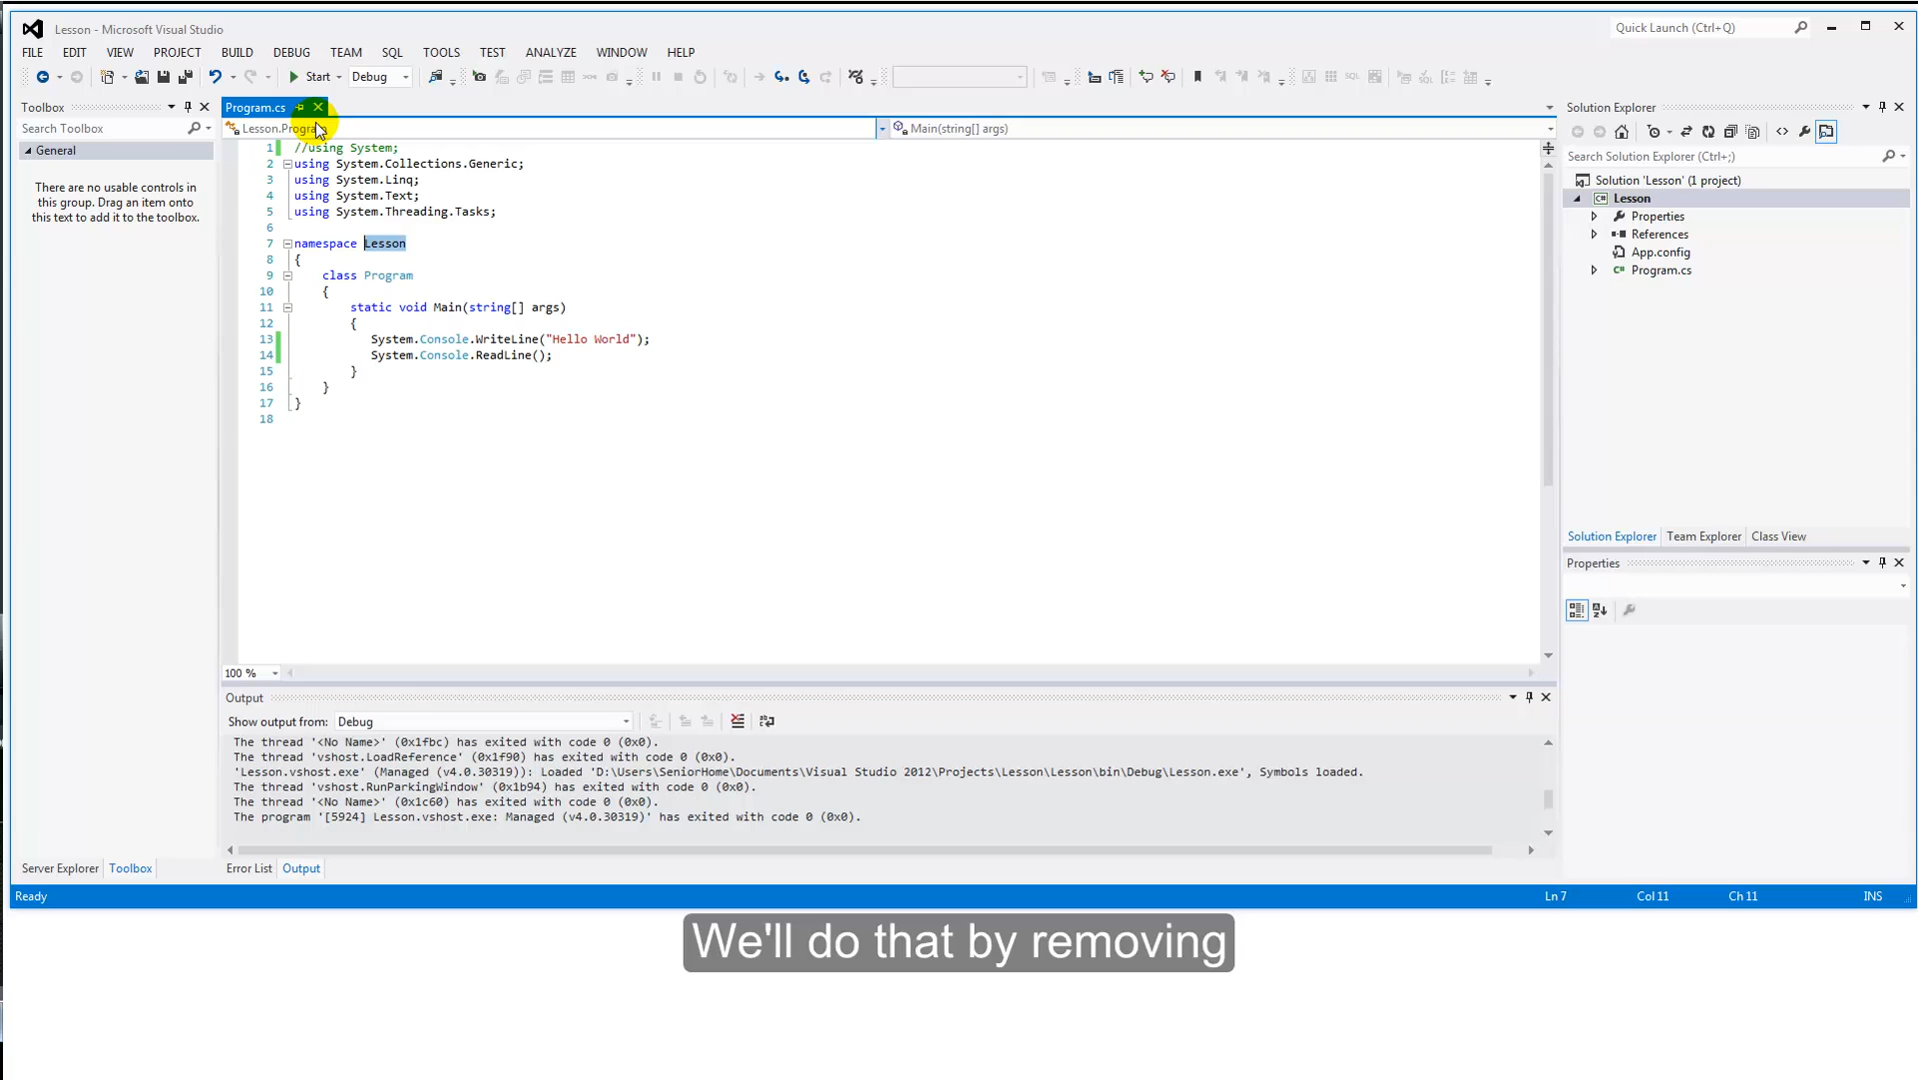 Lesson - Microsoft Visual Studio
Quick Launch (Ctrl+Q)
FILE EDIT VIEW PROJECT BUILD DEBUG TEAM SQL TOOLS TEST ANALYZE WINDOW HELP
Start Debug
Toolbox
Search Toolbox
General
There are no usable controls in
this group. Drag an item onto
this text to add it to the toolbox.
Server Explorer Toolbox
Program.cs
Lesson.Program
Main(string[] args)
1 //using System;
2 using System.Collections.Generic;
3 using System.Linq;
4 using System.Text;
5 using System.Threading.Tasks;
6
7 namespace Lesson
8 {
9 class Program
10 {
11 static void Main(string[] args)
12 {
13 System.Console.WriteLine("Hello World");
14 System.Console.ReadLine();
15 }
16 }
17 }
18
100 %
Output
Show output from: Debug
The thread '<No Name>' (0x1fbc) has exited with code 0 (0x0).
The thread 'vshost.LoadReference' (0x1f90) has exited with code 0 (0x0).
'Lesson.vshost.exe' (Managed (v4.0.30319)): Loaded 'D:\Users\SeniorHome\Documents\Visual Studio 2012\Projects\Lesson\Lesson\bin\Debug\Lesson.exe', Symbols loaded.
The thread 'vshost.RunParkingWindow' (0x1b94) has exited with code 0 (0x0).
The thread '<No Name>' (0x1c60) has exited with code 0 (0x0).
The program '[5924] Lesson.vshost.exe: Managed (v4.0.30319)' has exited with code 0 (0x0).
Error List Output
Solution Explorer
Search Solution Explorer (Ctrl+;)
Solution 'Lesson' (1 project)
Lesson
Properties
References
App.config
Program.cs
Solution Explorer Team Explorer Class View
Properties
Ready
Ln 7 Col 11 Ch 11 INS
We'll do that by removing